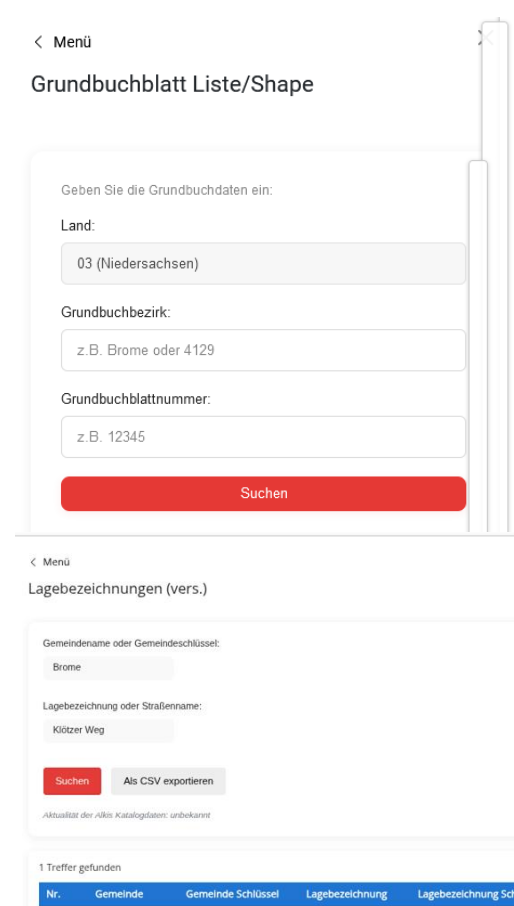 Menü
Grundbuchblatt Liste/Shape
Geben Sie die Grundbuchdaten ein:
Land:
03 (Niedersachsen)
Grundbuchbezirk:
z.B. Brome oder 4129
Grundbuchblattnummer:
z.B. 12345
Suchen
Menü
Lagebezeichnungen (vers.)
Gemeindename oder Gemeindeschlüssel:
Brome
Lagebezeichnung oder Straßenname:
Klötzer Weg
Suchen Als CSV exportieren
Aktualität der Alkis Katalogdaten: unbekannt
1 Treffer gefunden
Nr. Gemeinde Gemeinde Schlüssel Lagebezeichnung Lagebezeichnung Sch